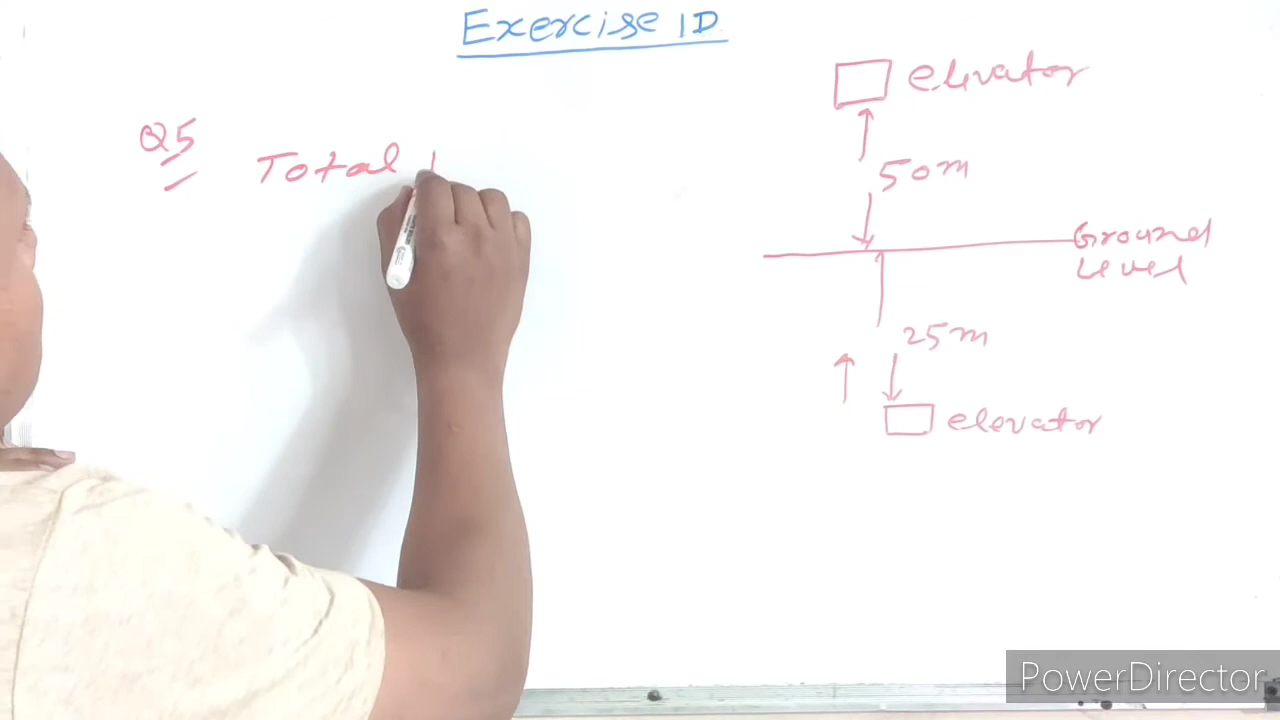 Exercise 1D
Q5
Total
elevator
50m
Ground
level
25m
elevator
PowerDirector